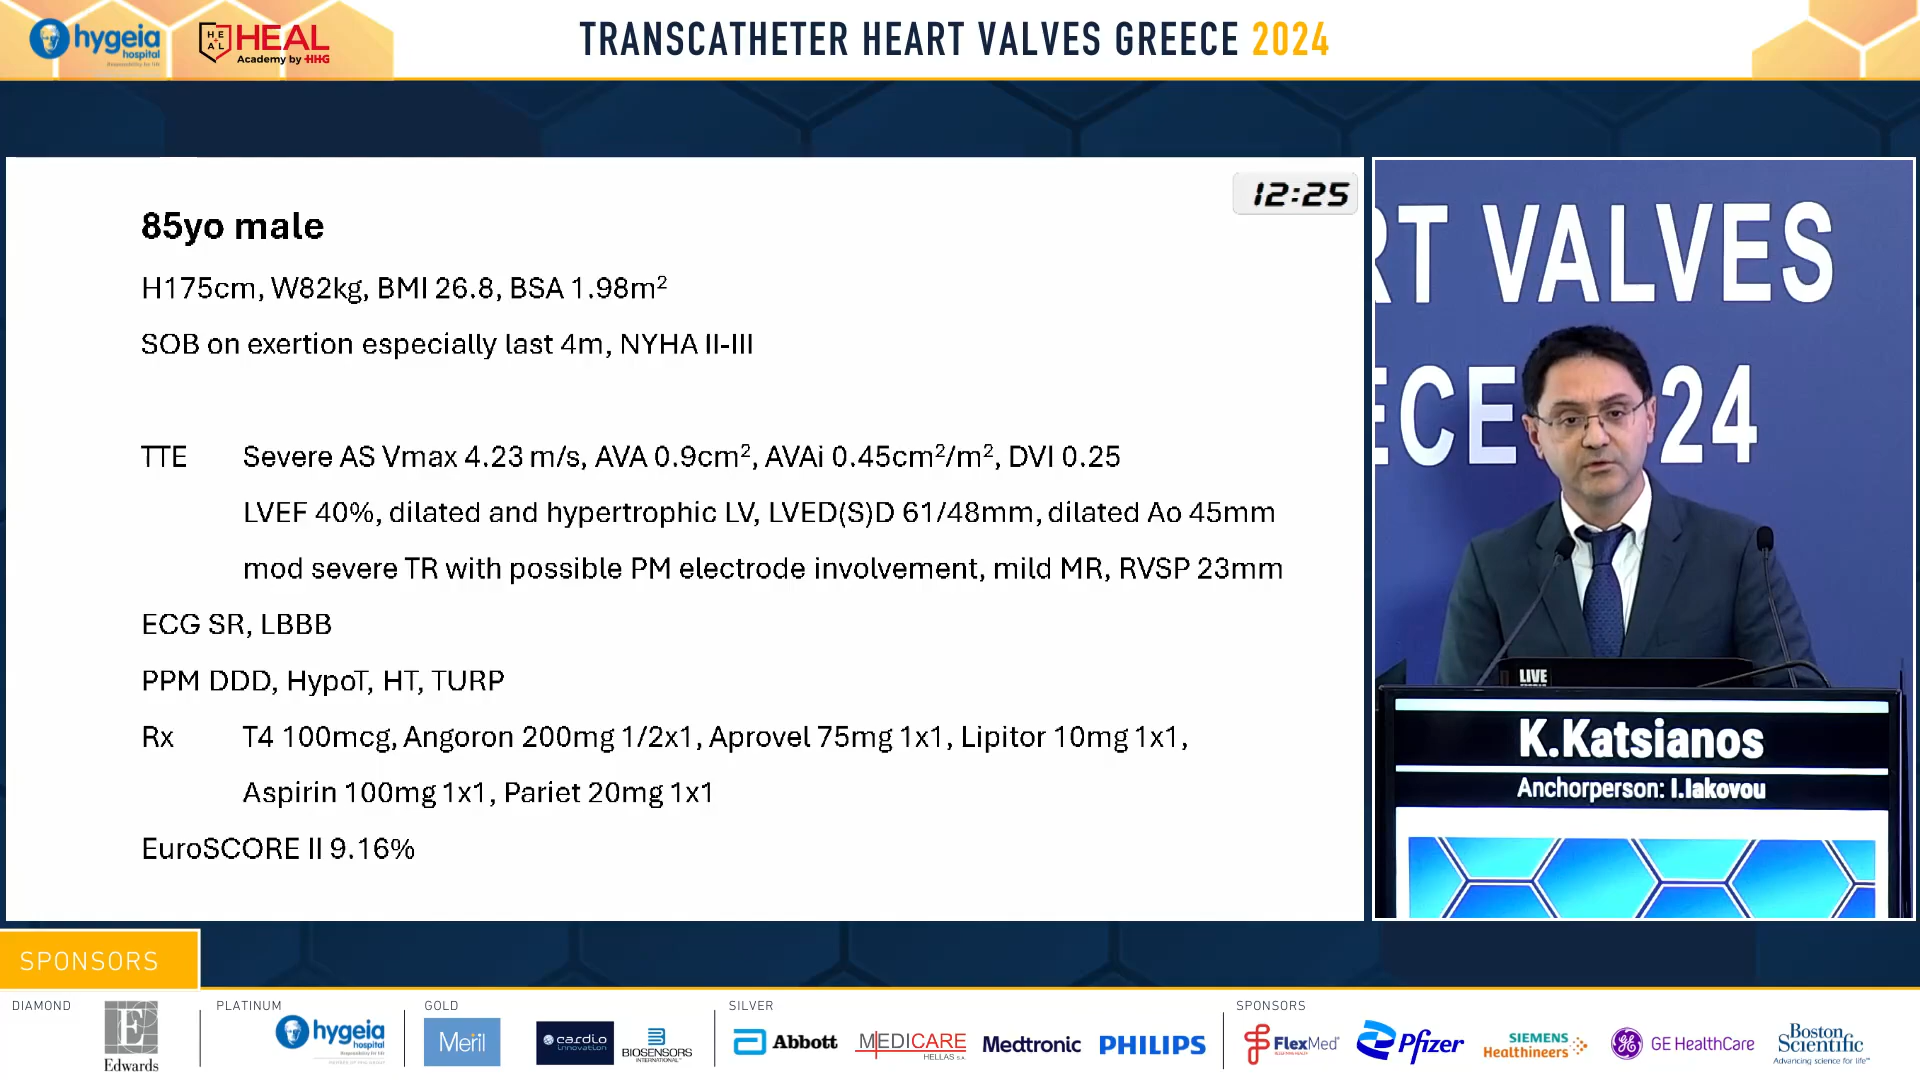 hygeia
hospital
HEAL
HEAL
Academy by HHG
TRANSCATHETER HEART VALVES GREECE 2024
12:25
85yo male
H175cm, W82kg, BMI 26.8, BSA 1.98m²
SOB on exertion especially last 4m, NYHA II-III
TTE Severe AS Vmax 4.23 m/s, AVA 0.9cm², AVAi 0.45cm²/m², DVI 0.25
LVEF 40%, dilated and hypertrophic LV, LVED(S)D 61/48mm, dilated Ao 45mm
mod severe TR with possible PM electrode involvement, mild MR, RVSP 23mm
ECG SR, LBBB
PPM DDD, HypoT, HT, TURP
Rx T4 100mcg, Angoron 200mg 1/2x1, Aprovel 75mg 1x1, Lipitor 10mg 1x1,
Aspirin 100mg 1x1, Pariet 20mg 1x1
EuroSCORE II 9.16%
RT VALVES
ECE 24
LIVE
K.Katsianos
Anchorperson: I.Iakovou
SPONSORS
DIAMOND
Edwards
PLATINUM
hygeia
hospital
GOLD
Meril
cardio
innovation
BIOSENSORS
INTERNATIONAL™
SILVER
Abbott
MEDICARE
HELLAS S.A.
Medtronic
PHILIPS
SPONSORS
FlexMed
Pfizer
SIEMENS
Healthineers
GE HealthCare
Boston
Scientific
Advancing science for life™